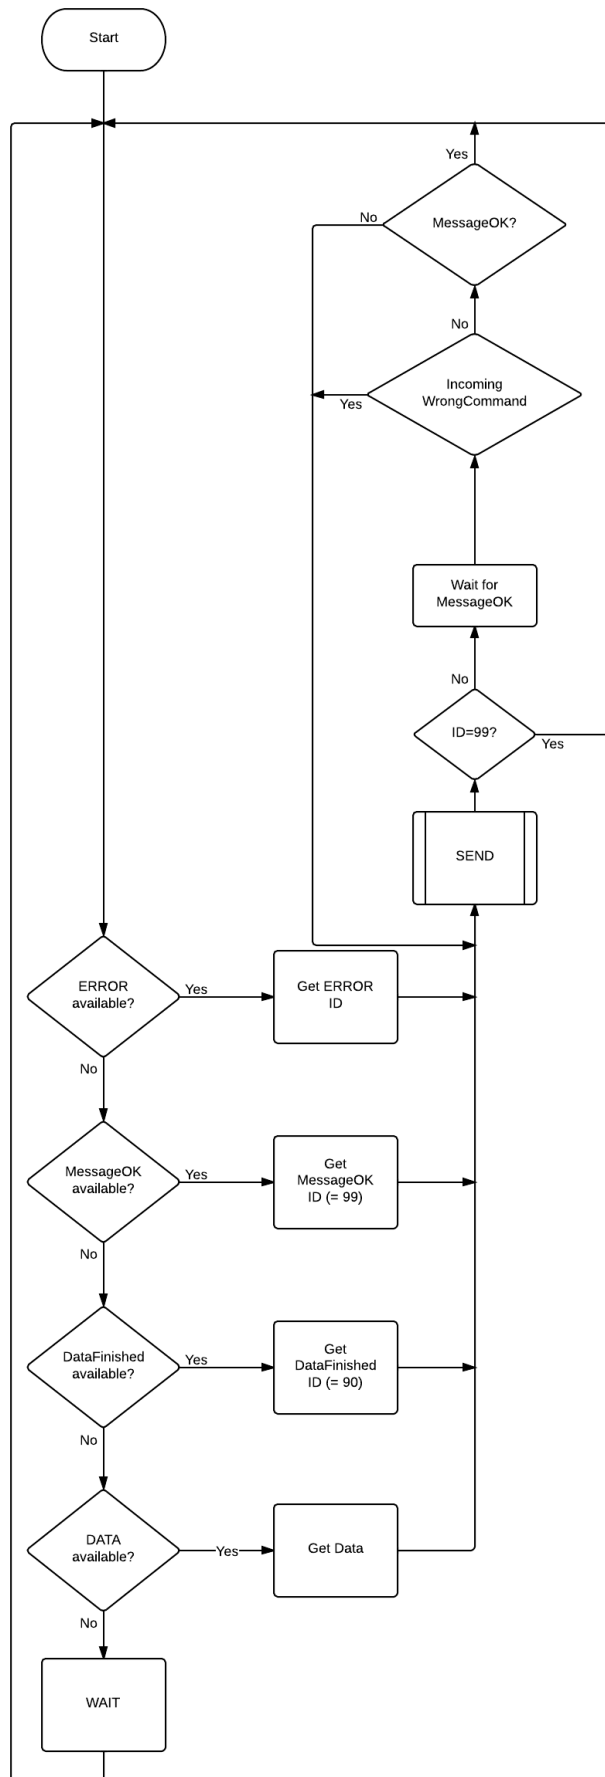 Start
Yes
MessageOK?
No
No
Incoming
WrongCommand
Yes
Wait for
MessageOK
No
ID=99?
Yes
SEND
ERROR
available?
Yes
Get ERROR
ID
No
MessageOK
available?
Yes
Get
MessageOK
ID (= 99)
No
DataFinished
available?
Yes
Get
DataFinished
ID (= 90)
No
DATA
available?
Yes
Get Data
No
WAIT